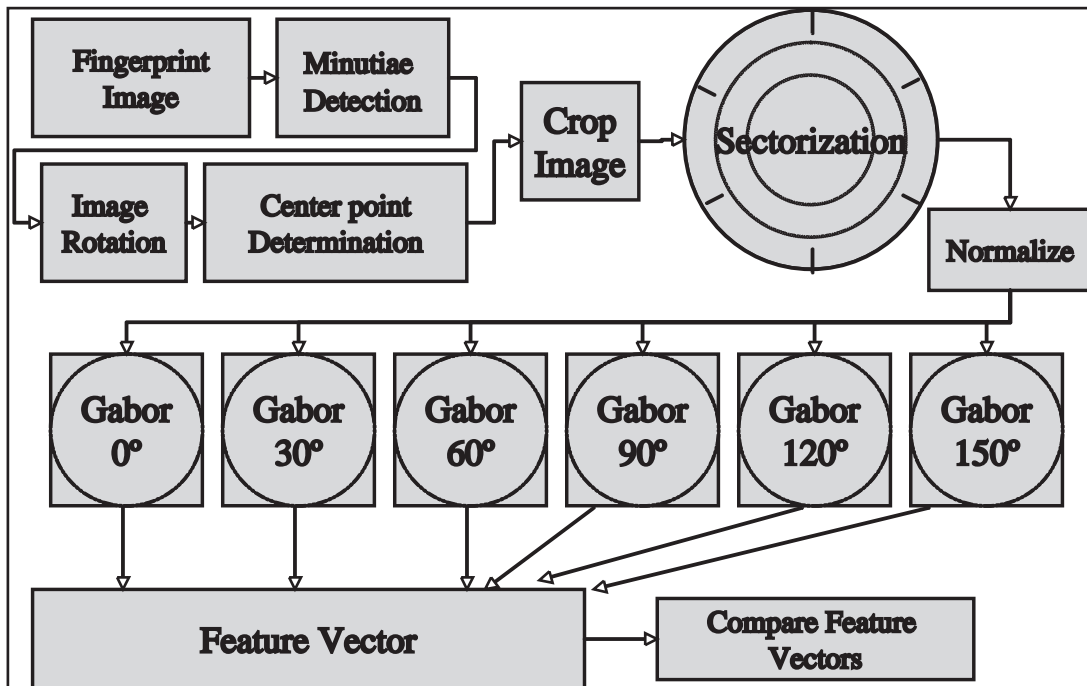 Fingerprint
Image
Minutiae
Detection
Crop
Image
Sectorization
Image
Rotation
Center point
Determination
Normalize
Gabor
0º
Gabor
30º
Gabor
60º
Gabor
90º
Gabor
120º
Gabor
150º
Feature Vector
Compare Feature
Vectors